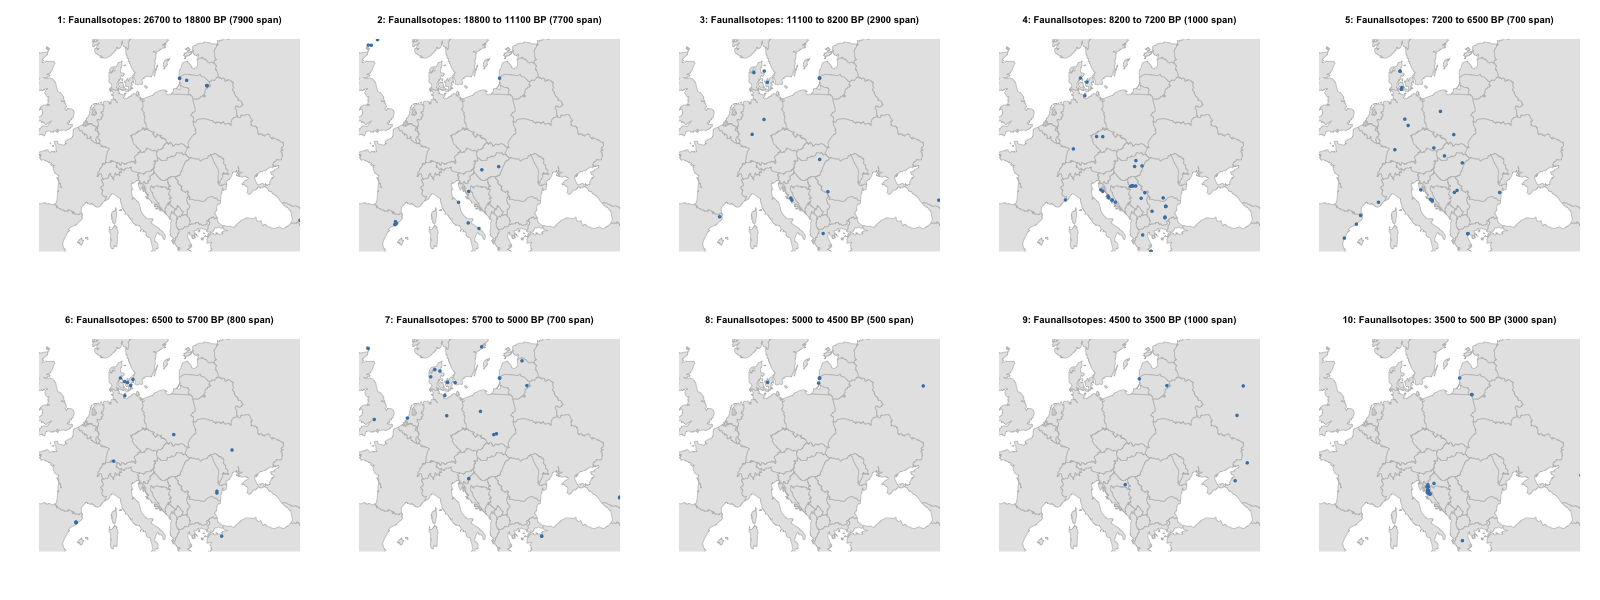 1: FaunalIsotopes: 26700 to 18800 BP (7900 span)
2: FaunalIsotopes: 18800 to 11100 BP (7700 span)
3: FaunalIsotopes: 11100 to 8200 BP (2900 span)
4: FaunalIsotopes: 8200 to 7200 BP (1000 span)
5: FaunalIsotopes: 7200 to 6500 BP (700 span)
6: FaunalIsotopes: 6500 to 5700 BP (800 span)
7: FaunalIsotopes: 5700 to 5000 BP (700 span)
8: FaunalIsotopes: 5000 to 4500 BP (500 span)
9: FaunalIsotopes: 4500 to 3500 BP (1000 span)
10: FaunalIsotopes: 3500 to 500 BP (3000 span)